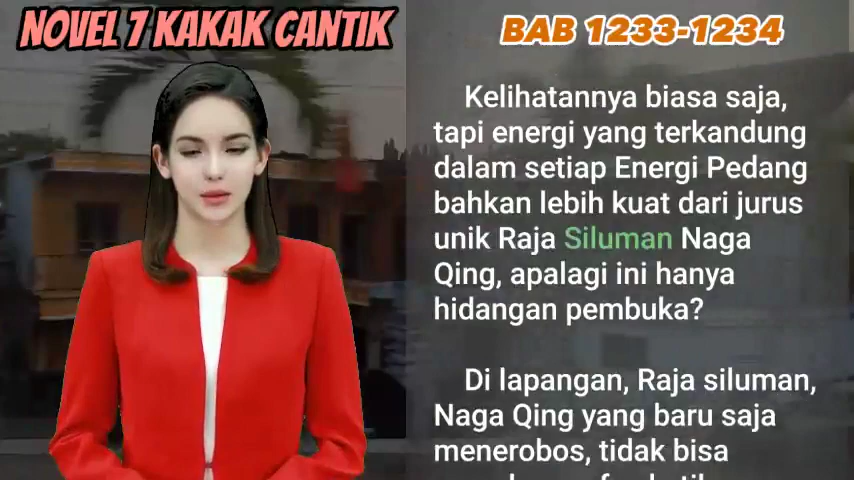 NOVEL 7 KAKAK CANTIK
BAB 1233-1234
Kelihatannya biasa saja,
tapi energi yang terkandung
dalam setiap Energi Pedang
bahkan lebih kuat dari jurus
unik Raja Siluman Naga
Qing, apalagi ini hanya
hidangan pembuka?
Di lapangan, Raja siluman,
Naga Qing yang baru saja
menerobos, tidak bisa